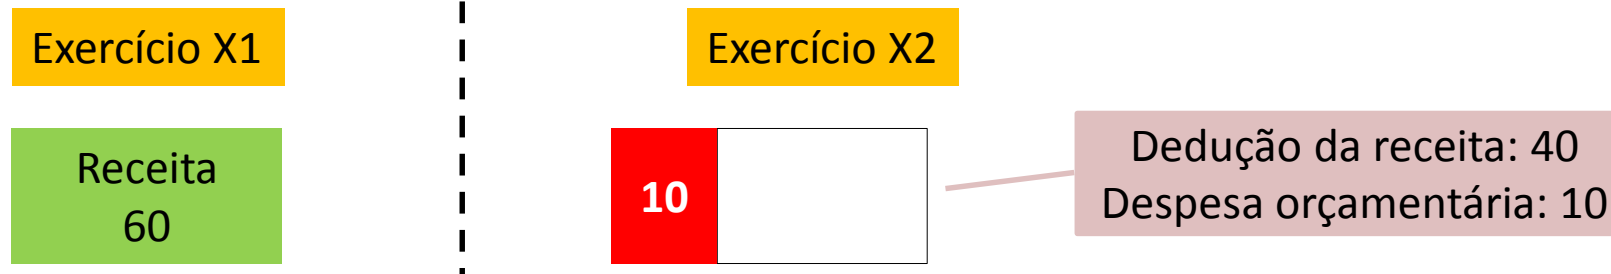 Exercício X1
Exercício X2
Receita
60
10
Dedução da receita: 40
Despesa orçamentária: 10